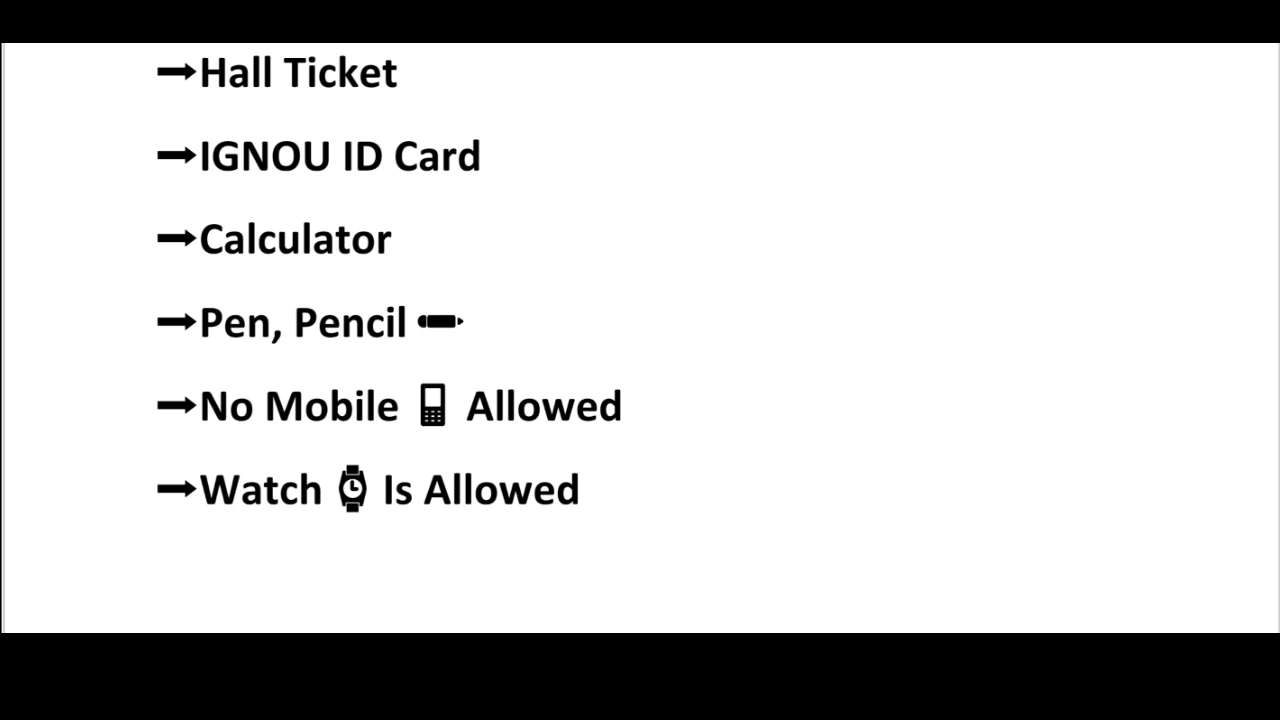 ➞Hall Ticket
➞IGNOU ID Card
➞Calculator
➞Pen, Pencil
➞No Mobile Allowed
➞Watch Is Allowed